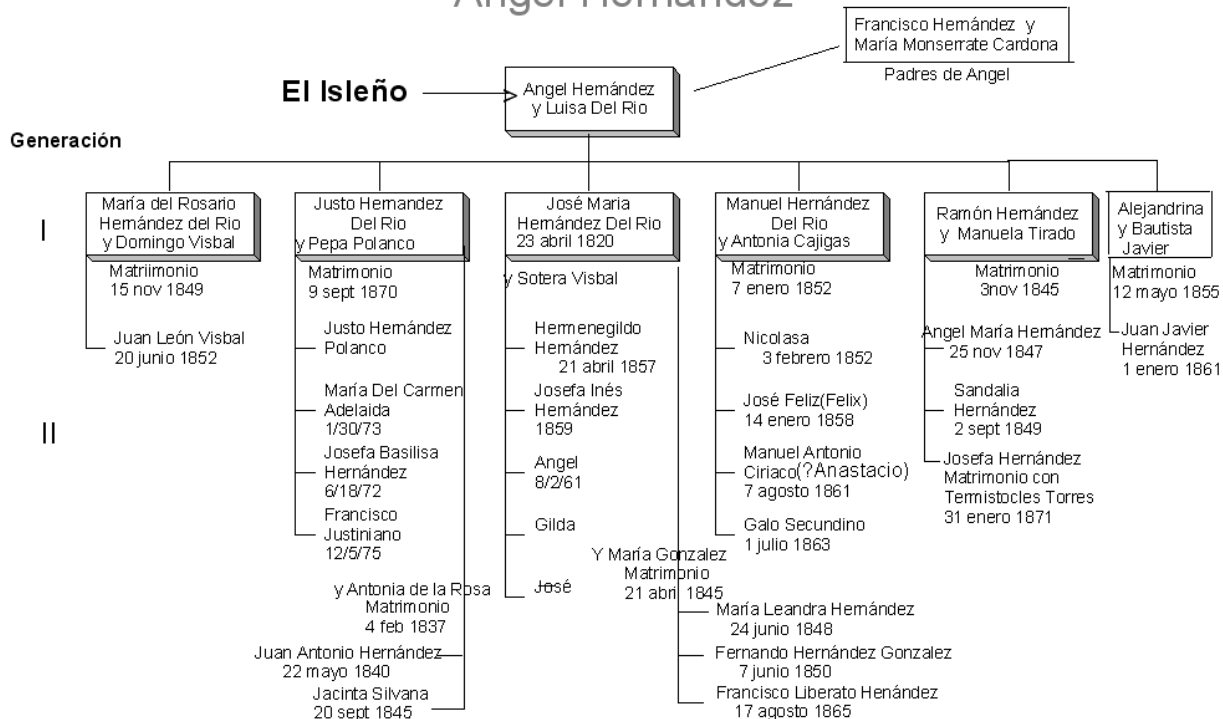 Angel Hernández
Francisco Hernández y
María Monserrate Cardona
Padres de Angel
El Isleño
Angel Hernández
y Luisa Del Rio
Generación
I
María del Rosario
Hernández del Rio
y Domingo Visbal
Matriimonio
15 nov 1849
Juan León Visbal
20 junio 1852
Justo Hernandez
Del Rio
y Pepa Polanco
Matrimonio
9 sept 1870
Justo Hernández
Polanco
María Del Carmen
Adelaida
1/30/73
Josefa Basilisa
Hernández
6/18/72
Francisco
Justiniano
12/5/75
y Antonia de la Rosa
Matrimonio
4 feb 1837
Juan Antonio Hernández
22 mayo 1840
Jacinta Silvana
20 sept 1845
José Maria
Hernández Del Rio
23 abril 1820
y Sotera Visbal
Hermenegildo
Hernández
21 abril 1857
Josefa Inés
Hernández
1859
Angel
8/2/61
Gilda
José
Y María Gonzalez
Matrimonio
21 abril 1845
María Leandra Hernández
24 junio 1848
Fernando Hernández Gonzalez
7 junio 1850
Francisco Liberato Henández
17 agosto 1865
Manuel Hernández
Del Rio
y Antonia Cajigas
Matrimonio
7 enero 1852
Nicolasa
3 febrero 1852
José Feliz(Felix)
14 enero 1858
Manuel Antonio
Ciriaco(?Anastacio)
7 agosto 1861
Galo Secundino
1 julio 1863
Ramón Hernández
y Manuela Tirado
Matrimonio
3nov 1845
Angel María Hernández
25 nov 1847
Sandalia
Hernández
2 sept 1849
Josefa Hernández
Matrimonio con
Termistocles Torres
31 enero 1871
Alejandrina
y Bautista
Javier
Matrimonio
12 mayo 1855
Juan Javier
Hernández
1 enero 1861
II